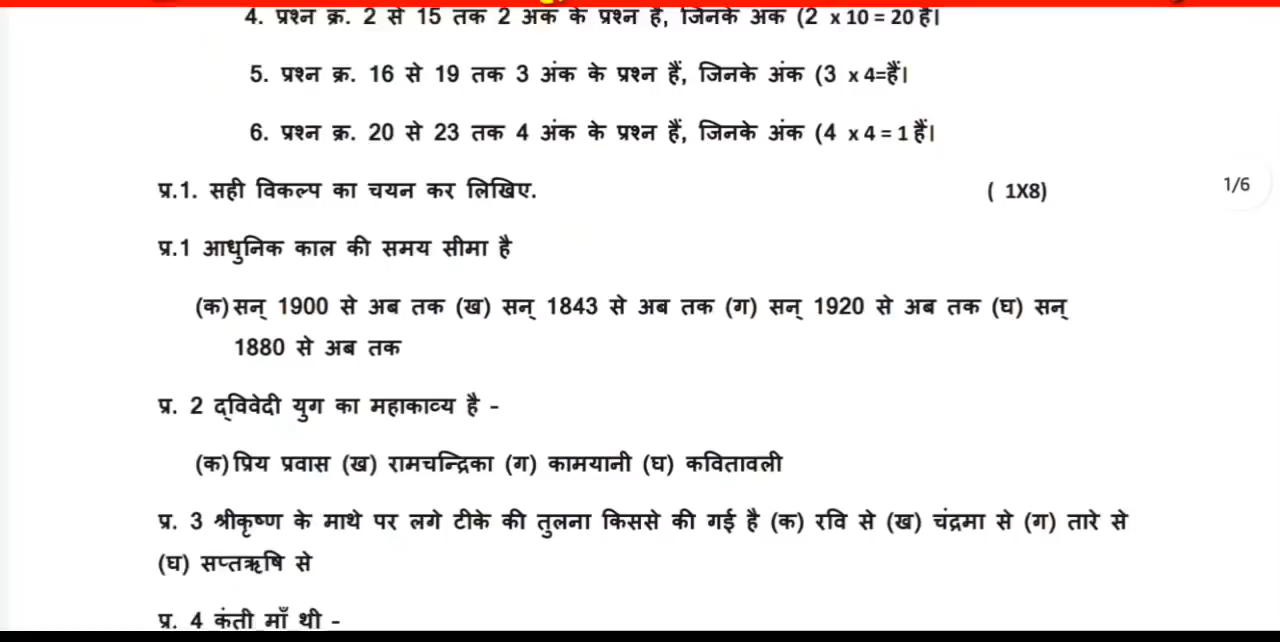 4. प्रश्न क्र. 2 से 15 तक 2 अंक के प्रश्न हैं, जिनके अंक (2 x 10 = 20 हैं।
5. प्रश्न क्र. 16 से 19 तक 3 अंक के प्रश्न हैं, जिनके अंक (3 x 4=हैं।
6. प्रश्न क्र. 20 से 23 तक 4 अंक के प्रश्न हैं, जिनके अंक (4 x 4 = 1 हैं।
प्र.1. सही विकल्प का चयन कर लिखिए. ( 1X8)
1/6
प्र.1 आधुनिक काल की समय सीमा है
(क) सन् 1900 से अब तक (ख) सन् 1843 से अब तक (ग) सन् 1920 से अब तक (घ) सन्
1880 से अब तक
प्र. 2 द्विवेदी युग का महाकाव्य है -
(क) प्रिय प्रवास (ख) रामचन्द्रिका (ग) कामयानी (घ) कवितावली
प्र. 3 श्रीकृष्ण के माथे पर लगे टीके की तुलना किससे की गई है (क) रवि से (ख) चंद्रमा से (ग) तारे से
(घ) सप्तऋषि से
प्र. 4 कंती माँ थी -